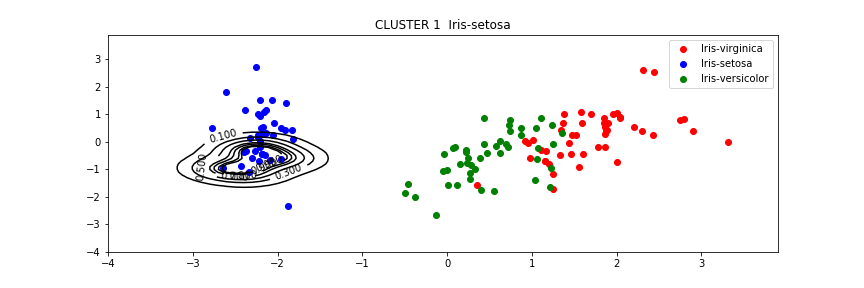 CLUSTER 1  Iris-setosa
Iris-virginica
Iris-setosa
Iris-versicolor
3
2
1
0
−1
−2
−3
−4
0.100
0.500
0.300
−4 −3 −2 −1 0 1 2 3